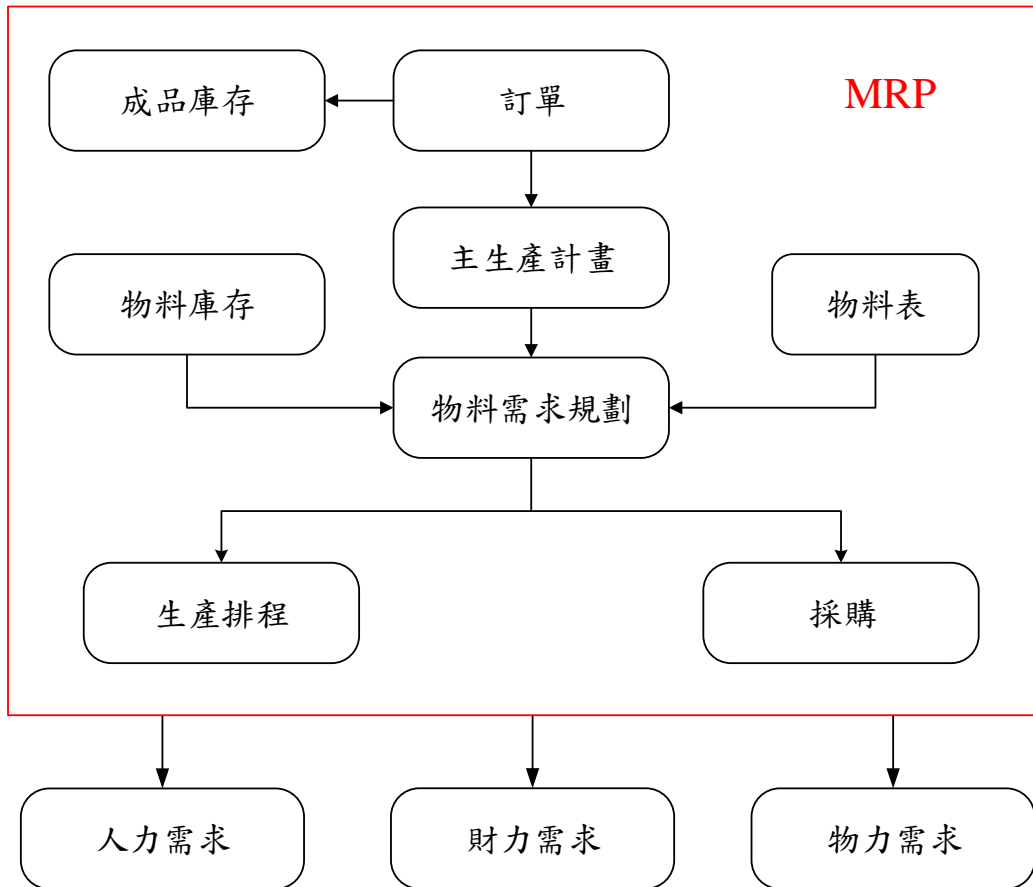 成品庫存
訂單
MRP
主生產計畫
物料庫存
物料表
物料需求規劃
生產排程
採購
人力需求
財力需求
物力需求